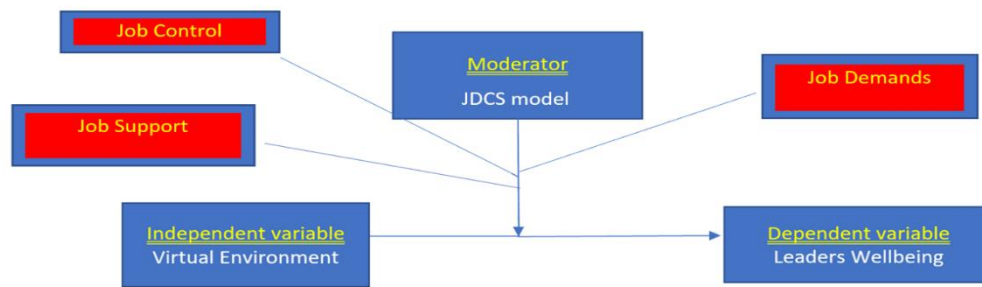 Job Control
Moderator
JDCS model
Job Demands
Job Support
Independent variable
Virtual Environment
Dependent variable
Leaders Wellbeing